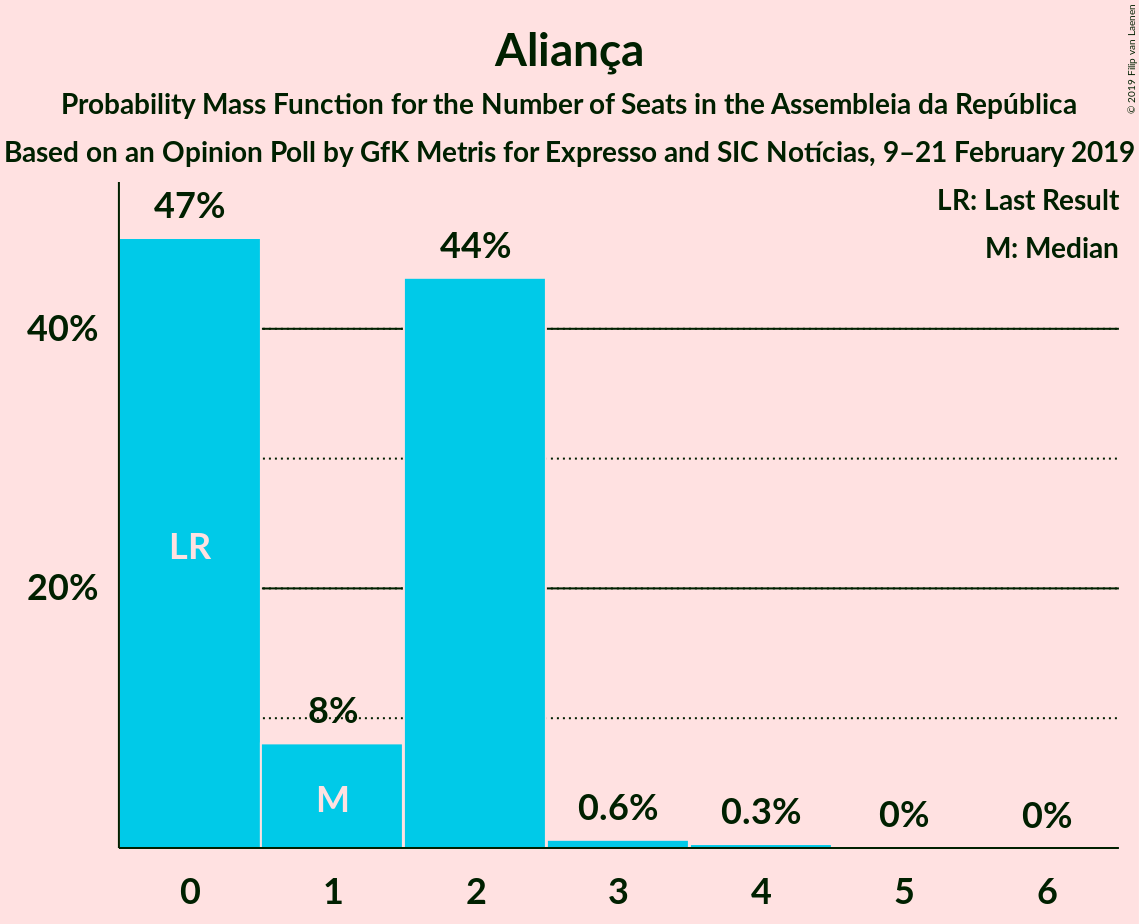 Aliança
Probability Mass Function for the Number of Seats in the Assembleia da República
Based on an Opinion Poll by GfK Metris for Expresso and SIC Notícias, 9–21 February 2019
© 2019 Filip van Laenen
LR: Last Result
M: Median
47%
44%
40%
LR
20%
8%
M
0.6%
0.3%
0%
0%
0 1 2 3 4 5 6